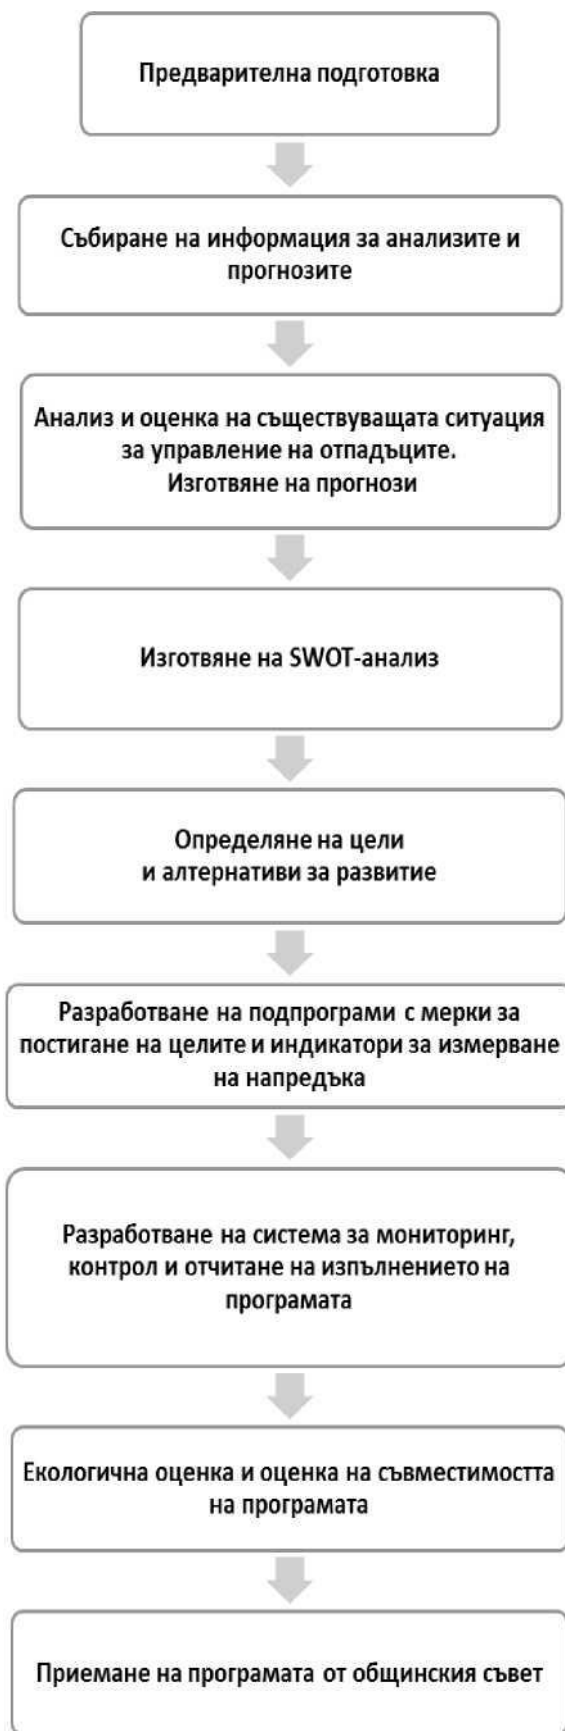 Предварителна подготовка
Събиране на информация за анализите и
прогнозите
Анализ и оценка на съществуващата ситуация
за управление на отпадъците.
Изготвяне на прогнози
Изготвяне на SWOT-анализ
Определяне на цели
и алтернативи за развитие
Разработване на подпрограми с мерки за
постигане на целите и индикатори за измерване
на напредъка
Разработване на система за мониторинг,
контрол и отчитане на изпълнението на
програмата
Екологична оценка и оценка на съвместимостта
на програмата
Приемане на програмата от общинския съвет